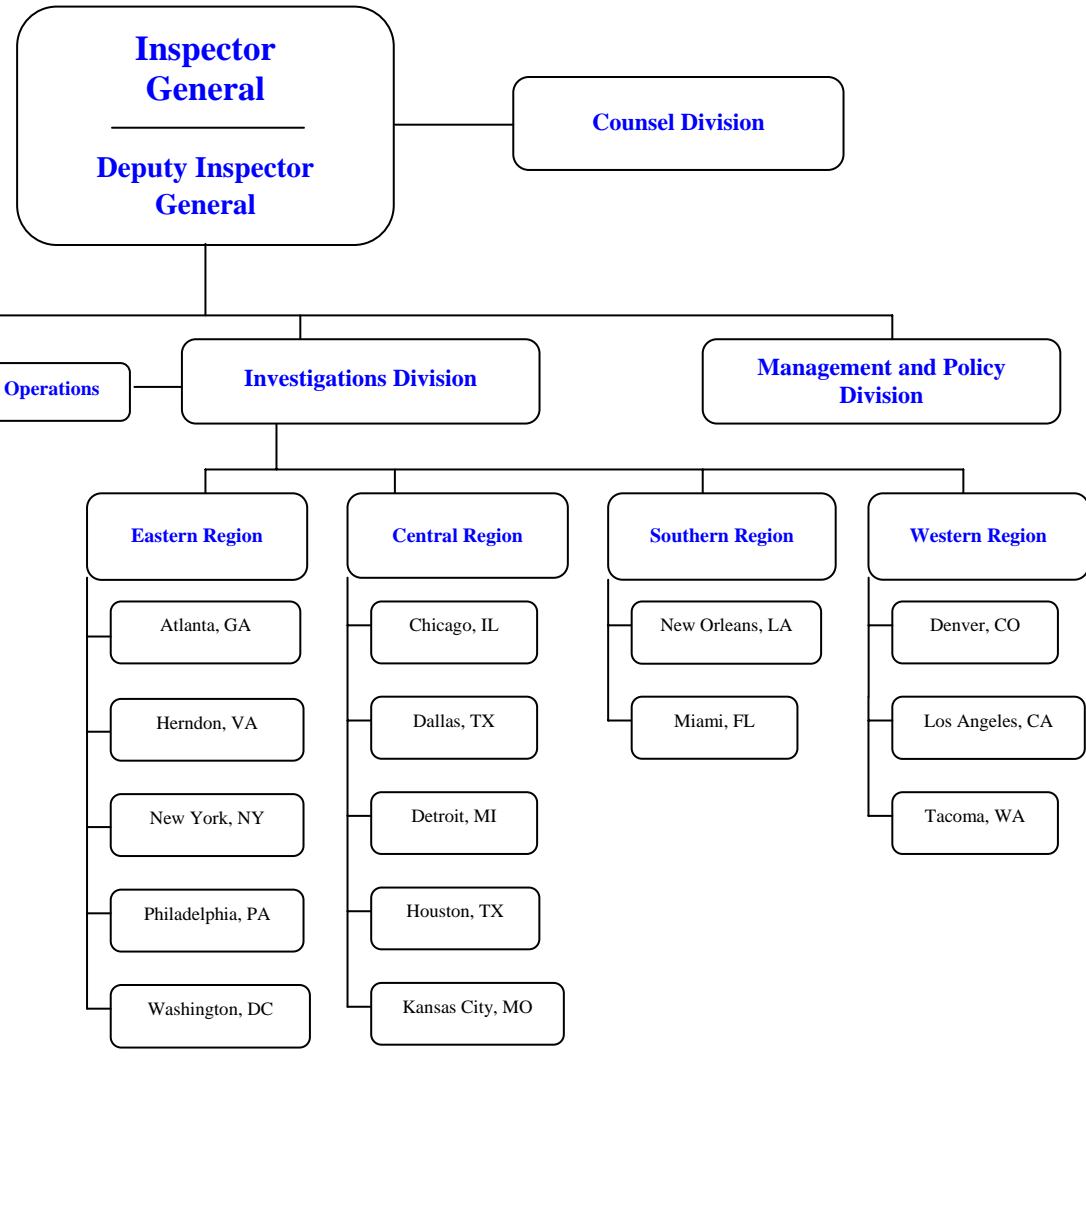 Inspector
General
Deputy Inspector
General
Counsel Division
Operations
Investigations Division
Management and Policy
Division
Eastern Region
Central Region
Southern Region
Western Region
Atlanta, GA
Chicago, IL
New Orleans, LA
Denver, CO
Herndon, VA
Dallas, TX
Miami, FL
Los Angeles, CA
New York, NY
Detroit, MI
Tacoma, WA
Philadelphia, PA
Houston, TX
Washington, DC
Kansas City, MO